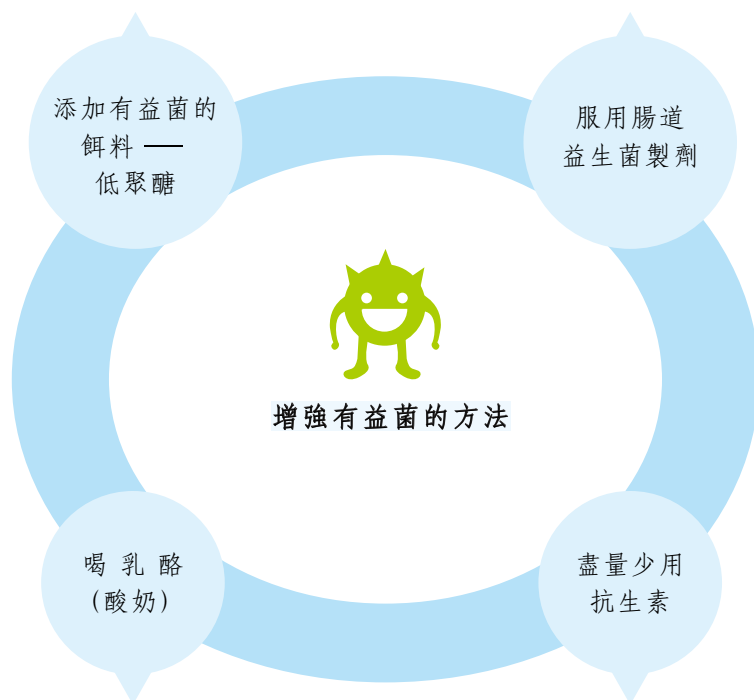 添加有益菌的
餌料 ——
低聚醣
服用腸道
益生菌製劑
增強有益菌的方法
喝乳酪
(酸奶)
盡量少用
抗生素